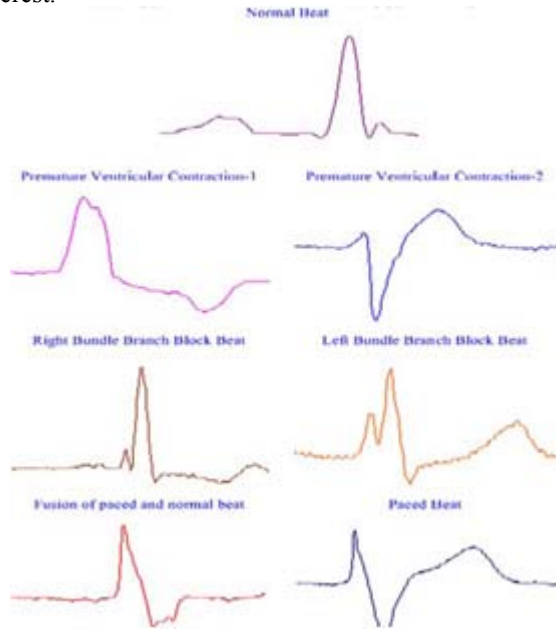 erest.
Normal Beat
Premature Ventricular Contraction-1
Premature Ventricular Contraction-2
Right Bundle Branch Block Beat
Left Bundle Branch Block Beat
Fusion of paced and normal beat
Paced Beat